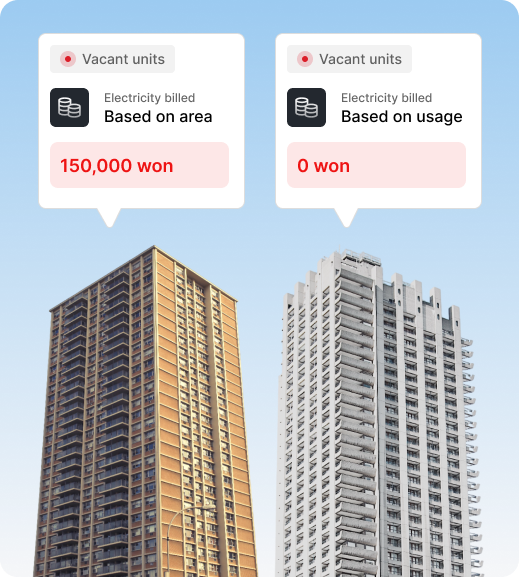 Vacant units
Electricity billed
Based on area
150,000 won
Vacant units
Electricity billed
Based on usage
0 won